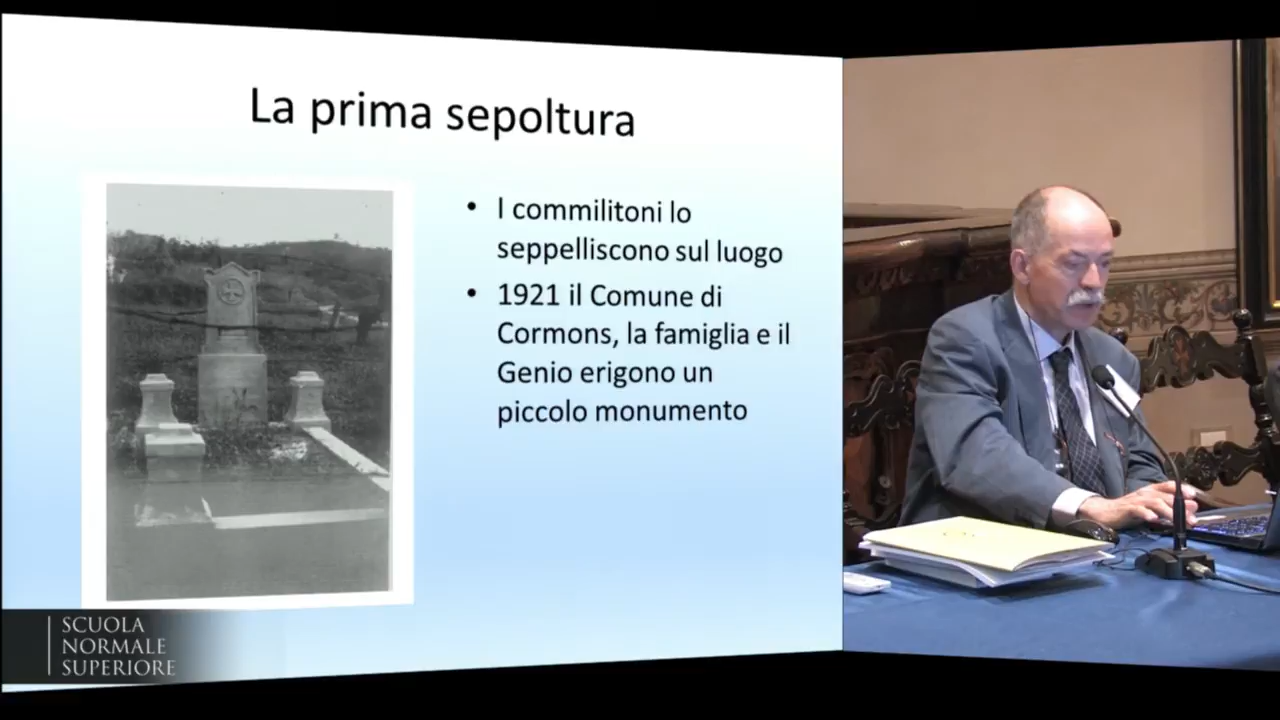 La prima sepoltura
• I commilitoni lo
seppelliscono sul luogo
• 1921 il Comune di
Cormons, la famiglia e il
Genio erigono un
piccolo monumento
SCUOLA
NORMALE
SUPERIORE